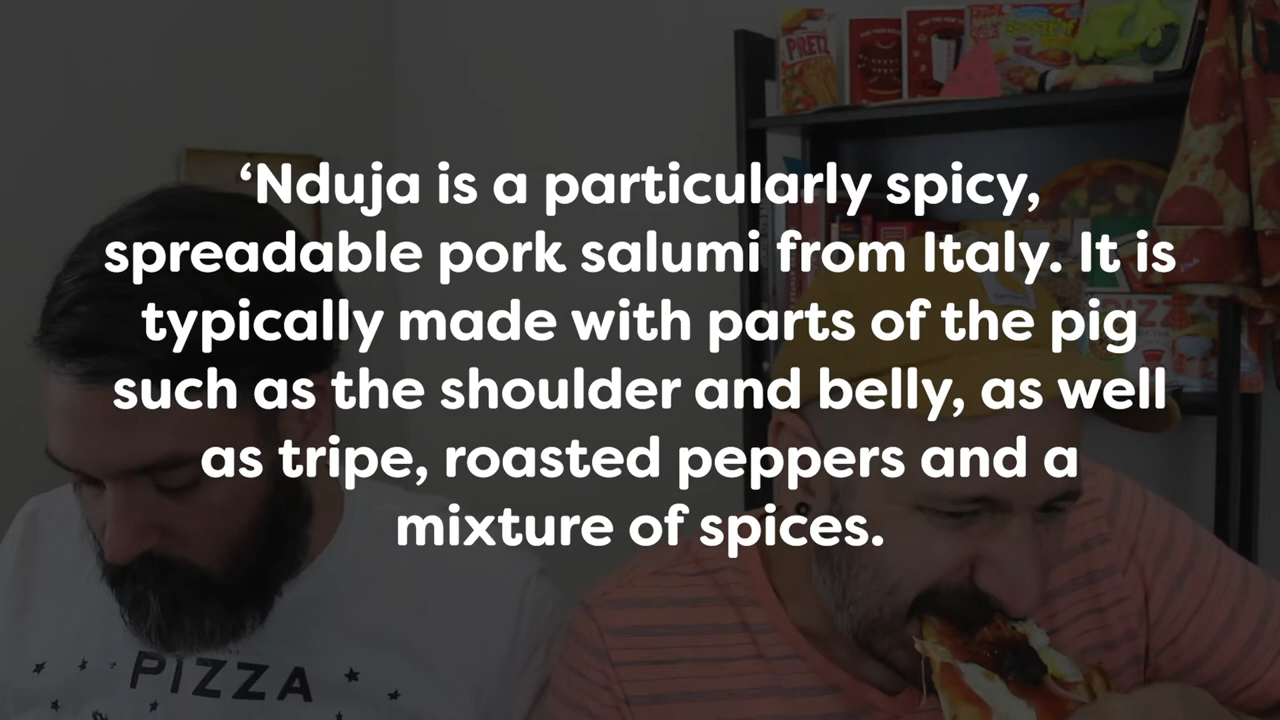 ‘Nduja is a particularly spicy,
spreadable pork salumi from Italy. It is
typically made with parts of the pig
such as the shoulder and belly, as well
as tripe, roasted peppers and a
mixture of spices.
PRETZ
PIZZA